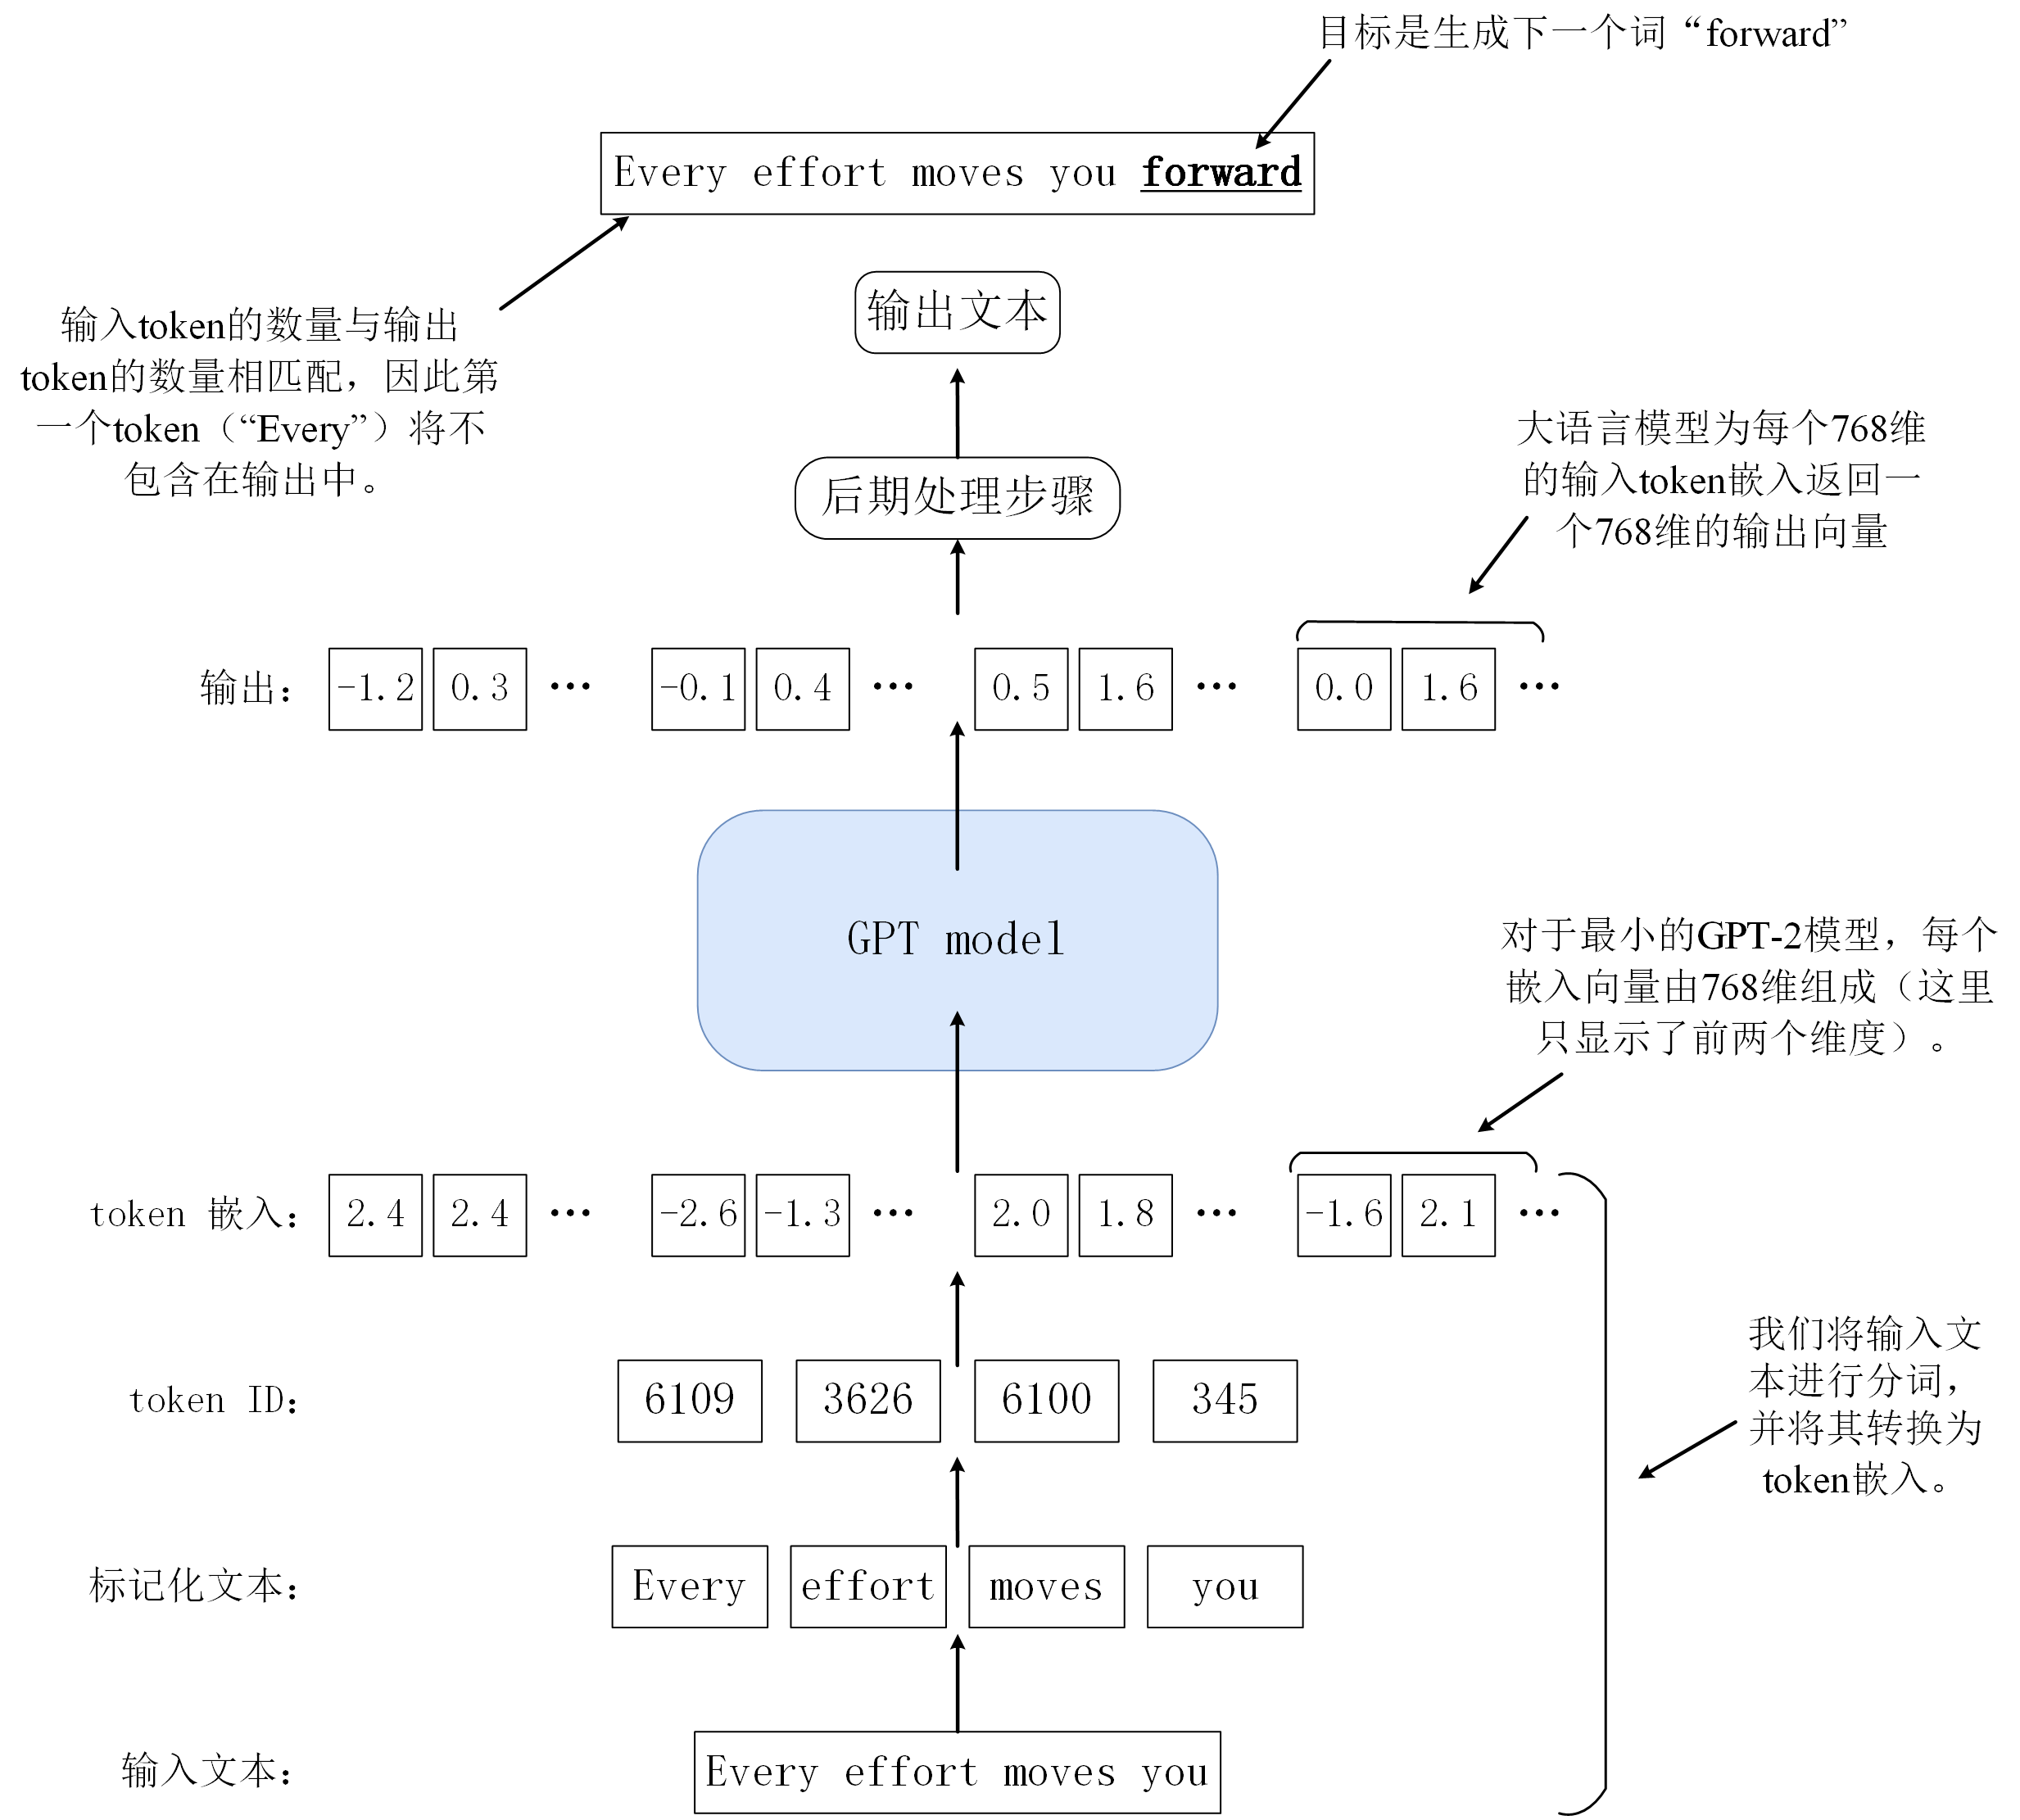 目标是生成下一个词“forward”
Every effort moves you forward
输入token的数量与输出
token的数量相匹配，因此第
一个token（“Every”）将不
包含在输出中。
输出文本
大语言模型为每个768维
的输入token嵌入返回一
个768维的输出向量
后期处理步骤
输出： -1.2 0.3 … -0.1 0.4 … 0.5 1.6 … 0.0 1.6 …
GPT model
对于最小的GPT-2模型，每个
嵌入向量由768维组成（这里
只显示了前两个维度）。
token 嵌入： 2.4 2.4 … -2.6 -1.3 … 2.0 1.8 … -1.6 2.1 …
我们将输入文
本进行分词，
并将其转换为
token嵌入。
token ID： 6109 3626 6100 345
标记化文本： Every effort moves you
输入文本： Every effort moves you